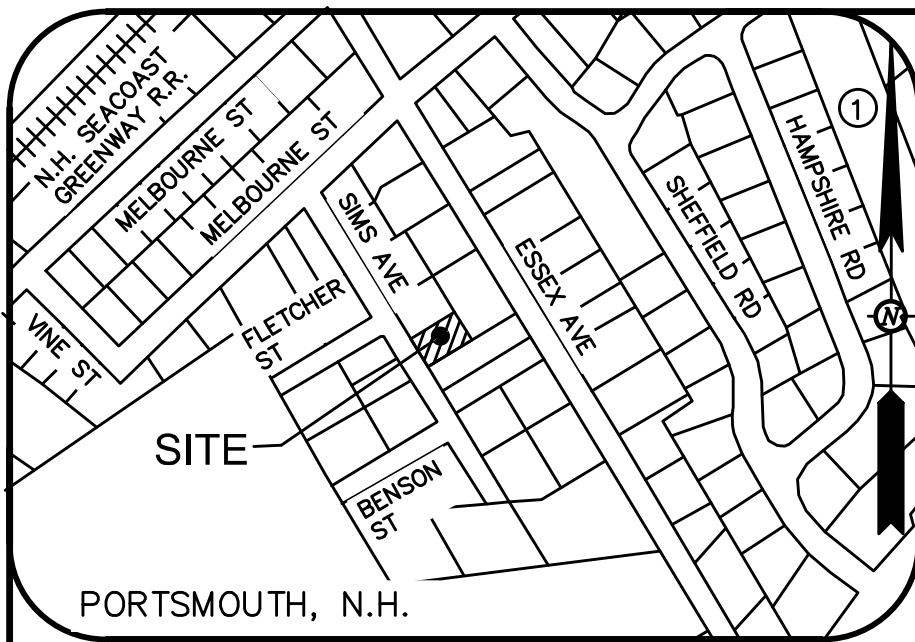 N.H. SEACOAST
GREENWAY R.R.
MELBOURNE ST
MELBOURNE ST
SIMS AVE
1
HAMPSHIRE RD
SHEFFIELD RD
ESSEX AVE
FLETCHER
ST
VINE ST
N
SITE
BENSON
ST
PORTSMOUTH, N.H.